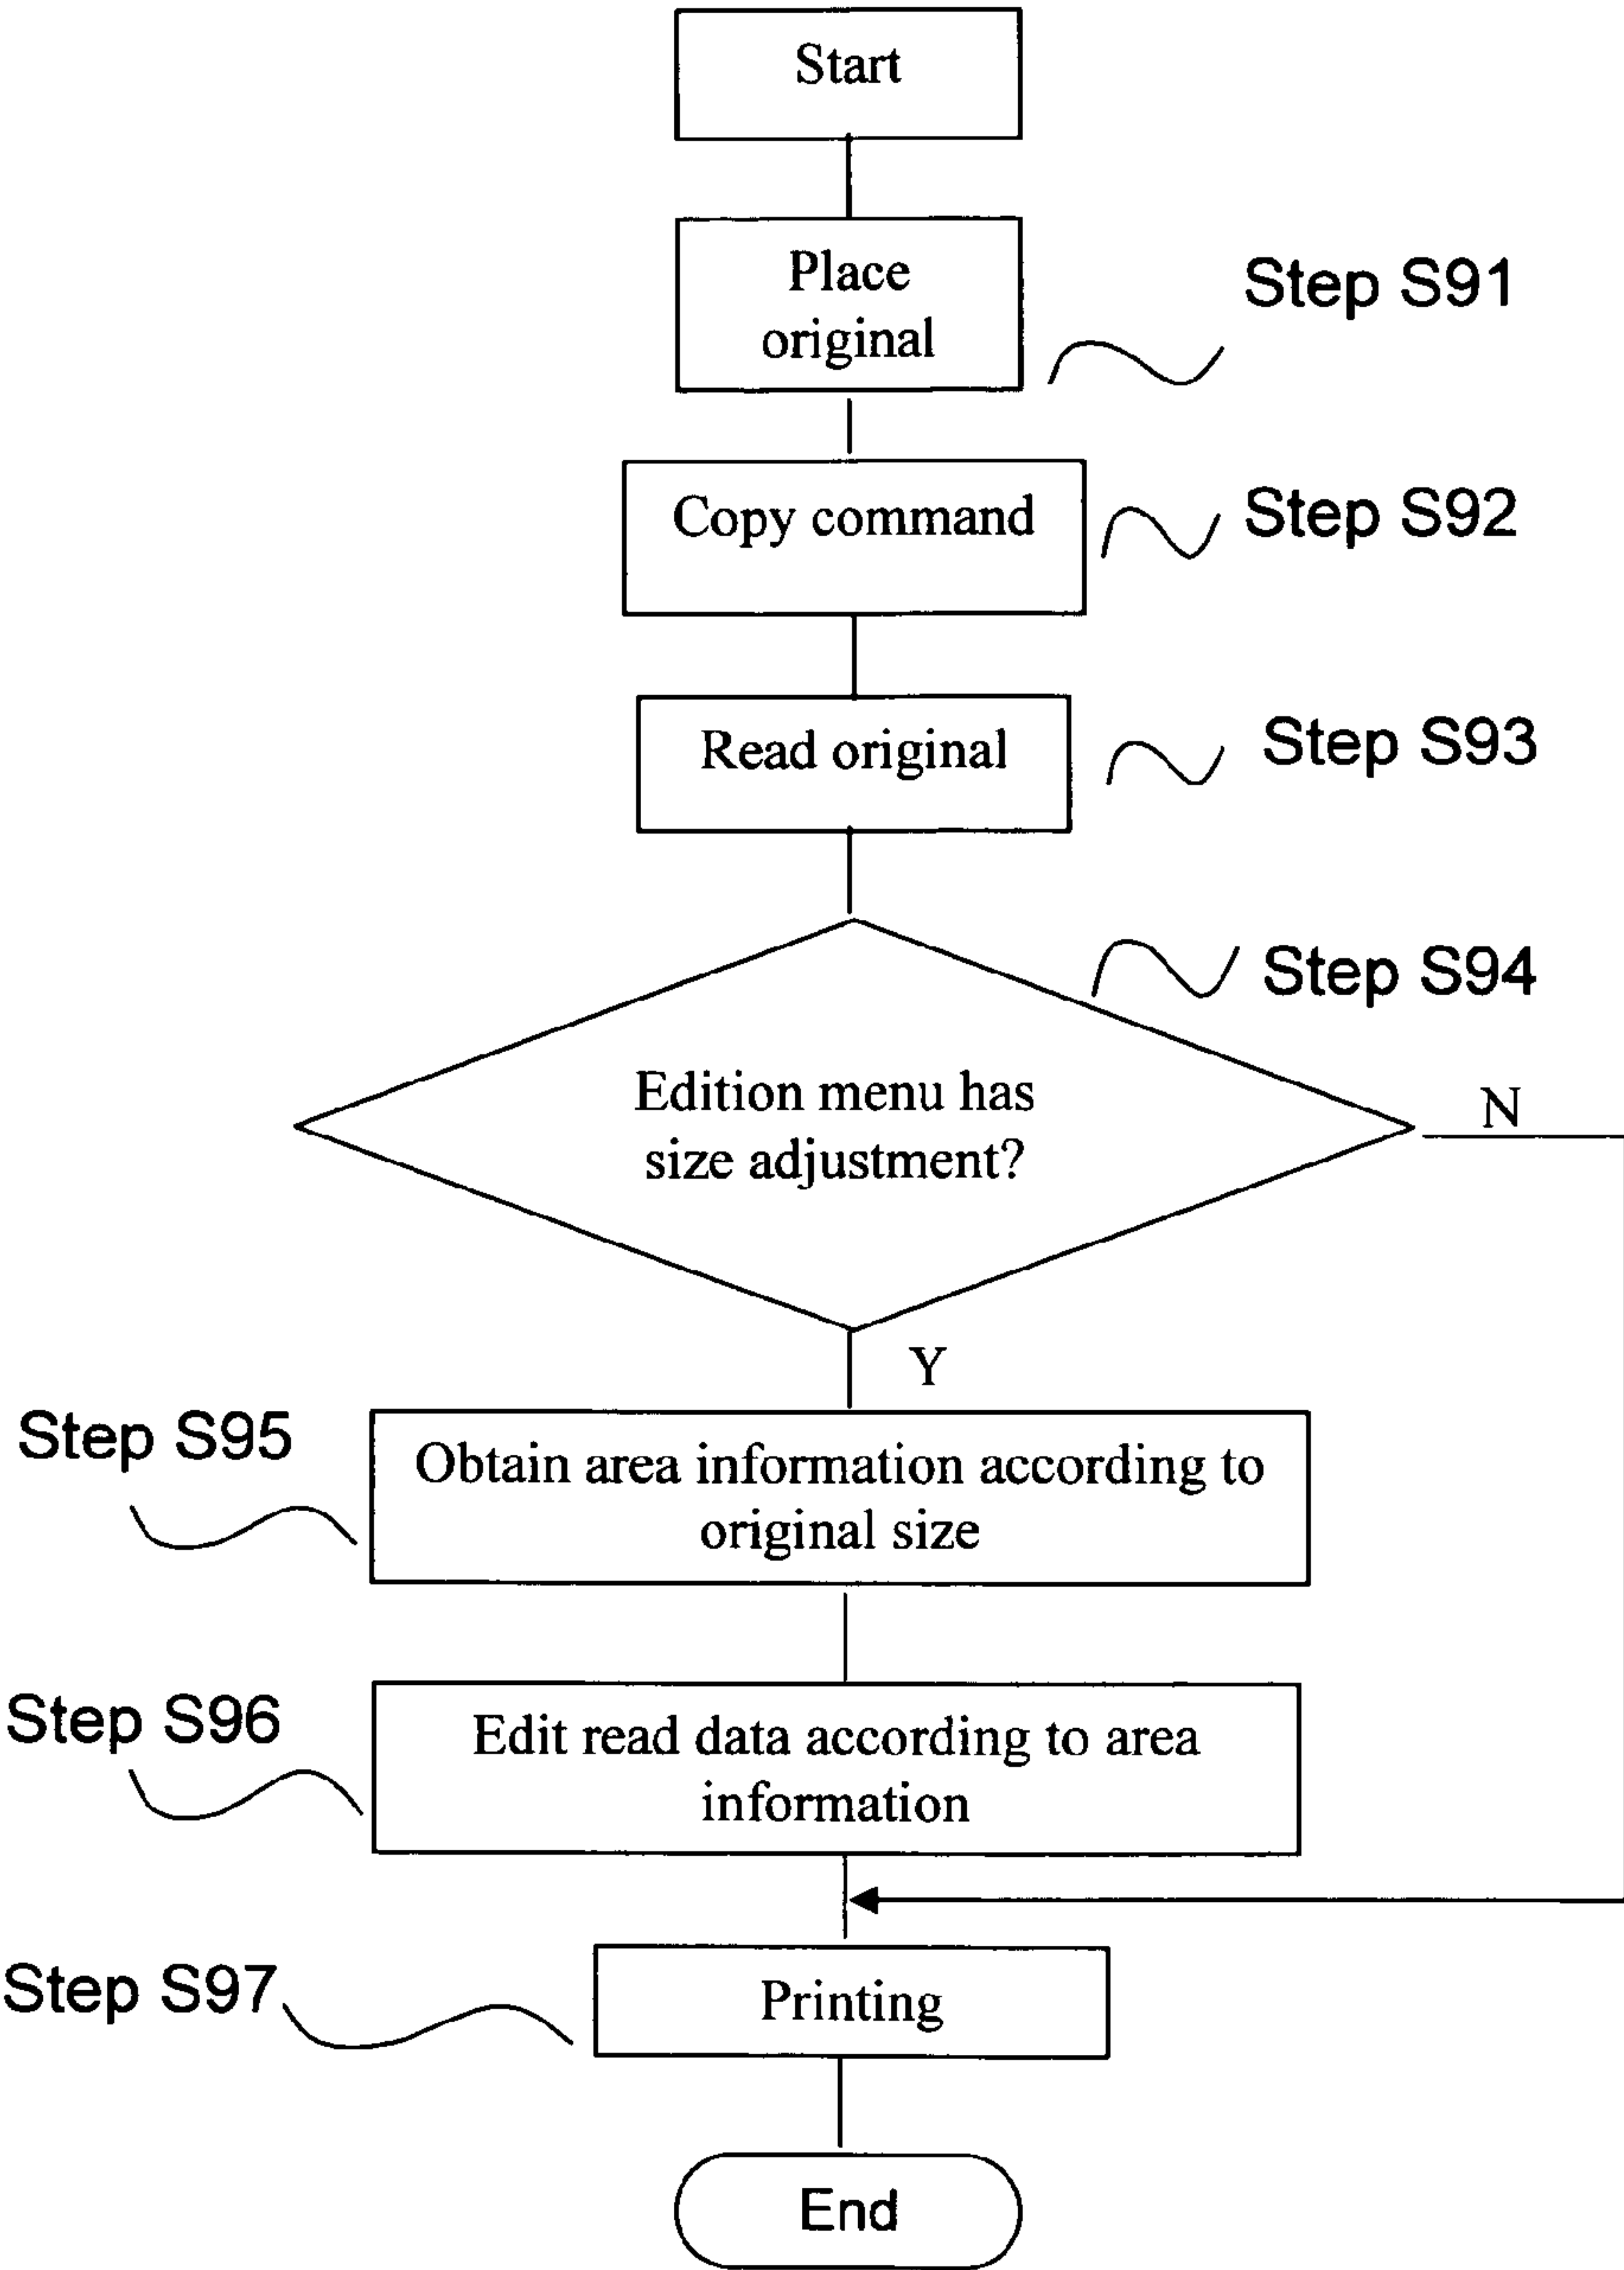 Start
Place
original
Step S91
Copy command
Step S92
Read original
Step S93
Step S94
Edition menu has
size adjustment?
N
Y
Step S95
Obtain area information according to
original size
Step S96
Edit read data according to area
information
Step S97
Printing
End